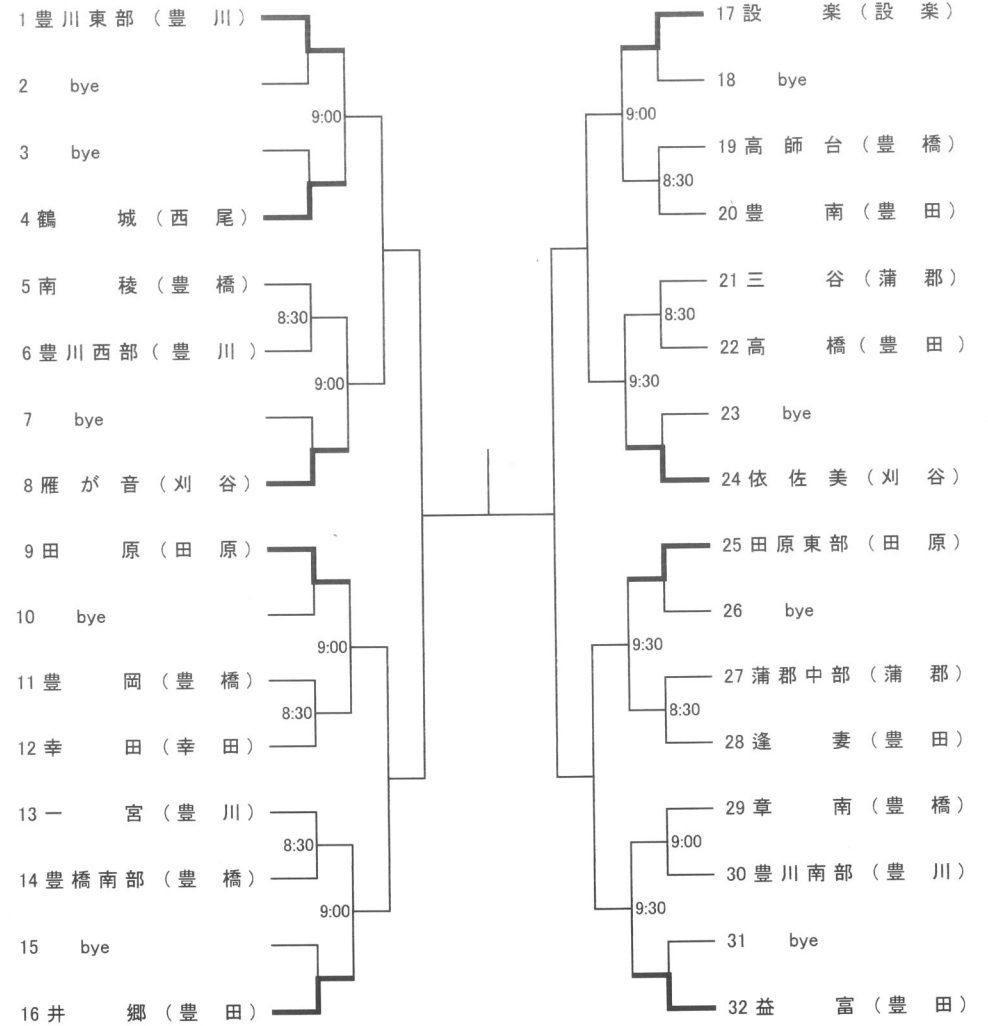 1 豊川東部（豊 川）
2 bye
9:00
3 bye
4 鶴 城（西 尾）
5 南 稜（豊 橋）
8:30
6 豊川西部（豊 川）
9:00
7 bye
8 雁が音（刈 谷）
9 田 原（田 原）
10 bye
9:00
11 豊 岡（豊 橋）
8:30
12 幸 田（幸 田）
13 一 宮（豊 川）
8:30
14 豊橋南部（豊 橋）
9:00
15 bye
16 井 郷（豊 田）
17 設 楽（設 楽）
18 bye
9:00
19 高師台（豊 橋）
8:30
20 豊 南（豊 田）
21 三 谷（蒲 郡）
8:30
22 高 橋（豊 田）
9:30
23 bye
24 依佐美（刈 谷）
25 田原東部（田 原）
26 bye
9:30
27 蒲郡中部（蒲 郡）
8:30
28 逢 妻（豊 田）
29 章 南（豊 橋）
9:00
30 豊川南部（豊 川）
9:30
31 bye
32 益 富（豊 田）